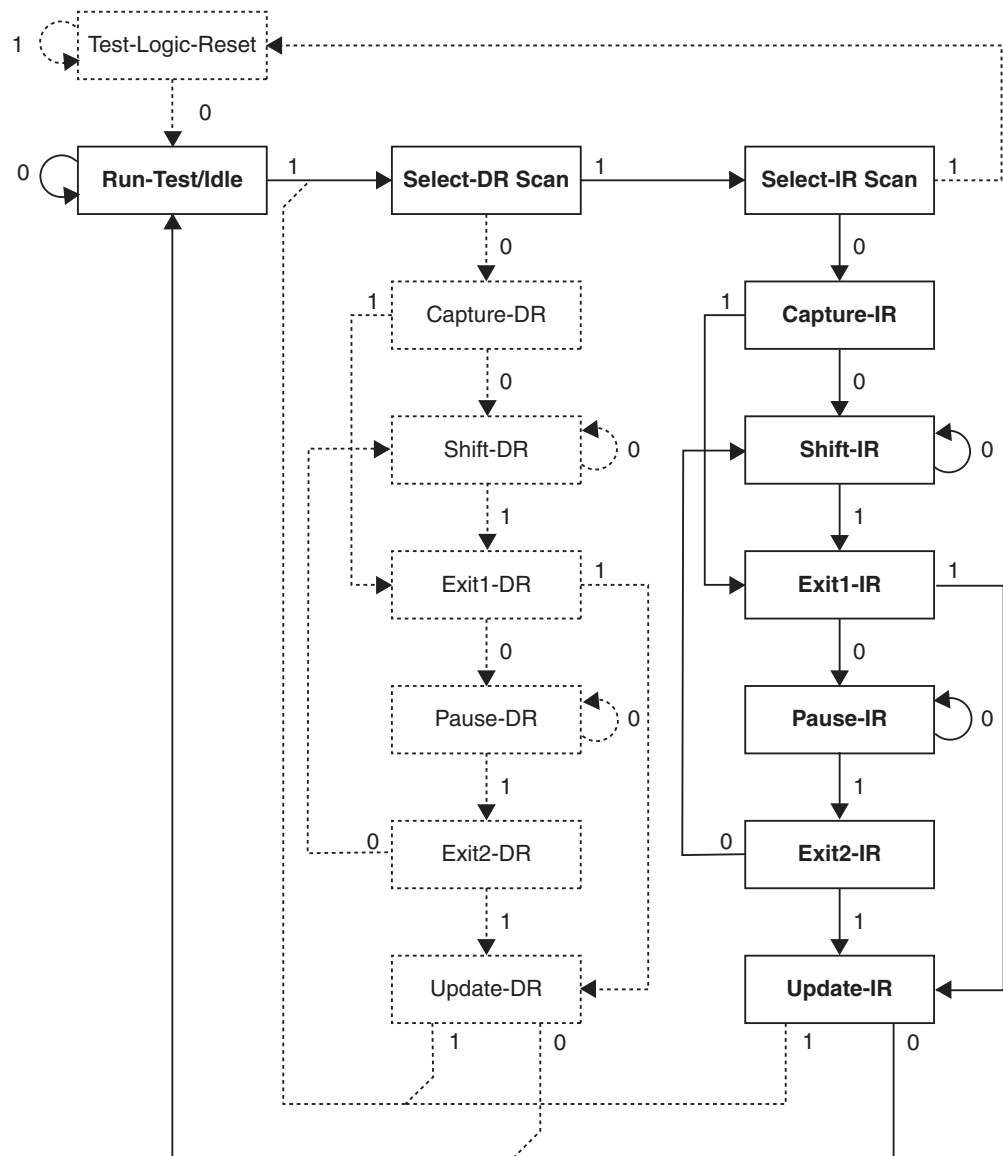 Test-Logic-Reset
1
0
Run-Test/Idle
0
1
Select-DR Scan
1
Select-IR Scan
1
0
0
1
Capture-DR
1
Capture-IR
0
0
Shift-DR
0
Shift-IR
0
1
1
Exit1-DR
1
Exit1-IR
1
0
0
Pause-DR
0
Pause-IR
0
1
1
0
Exit2-DR
0
Exit2-IR
1
1
Update-DR
Update-IR
1
0
1
0